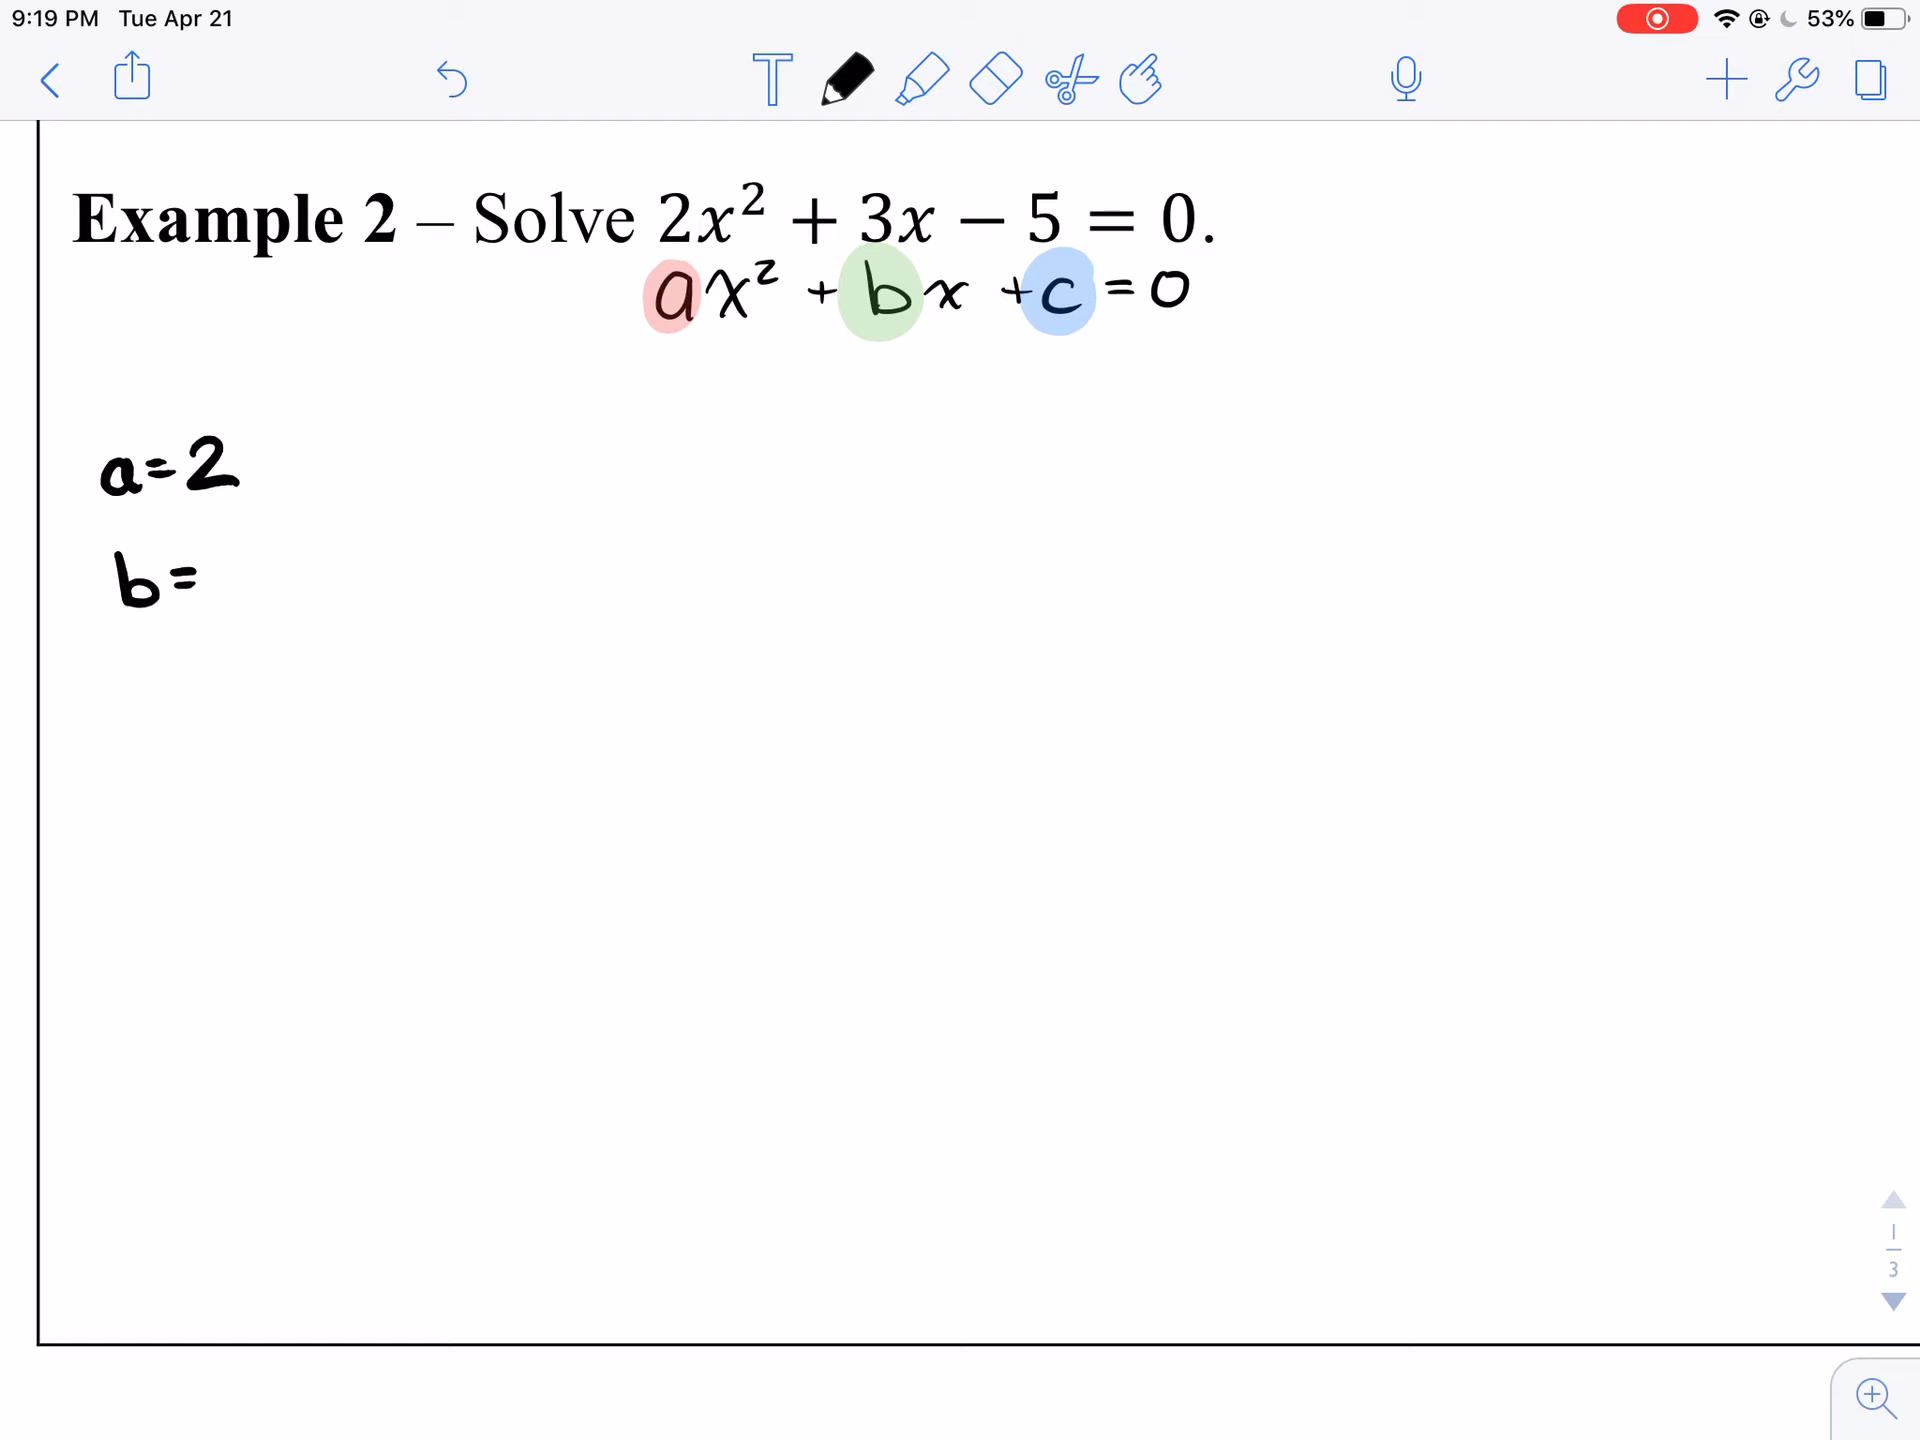 9:19 PM Tue Apr 21 53%
T
Example 2 – Solve 2x² + 3x − 5 = 0.
ax² + bx + c = 0
a=2
b=
1
3